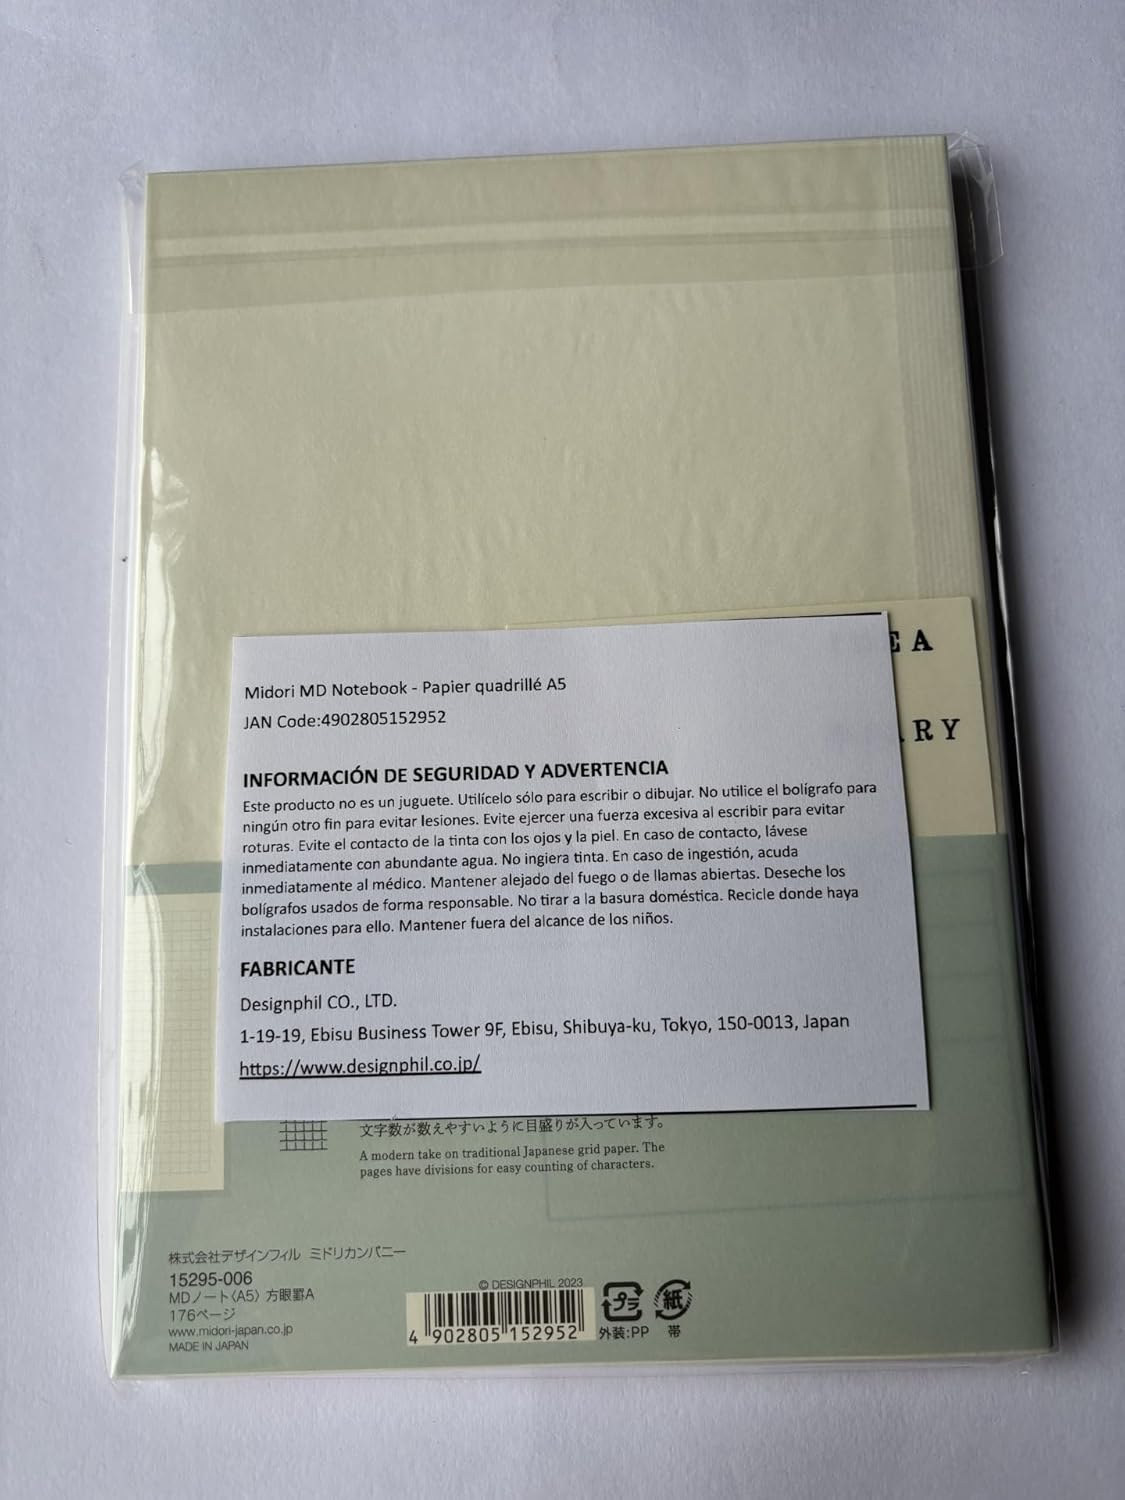 EA
RY
Midori MD Notebook - Papier quadrillé A5
JAN Code:4902805152952
INFORMACIÓN DE SEGURIDAD Y ADVERTENCIA
Este producto no es un juguete. Utilícelo sólo para escribir o dibujar. No utilice el bolígrafo para
ningún otro fin para evitar lesiones. Evite ejercer una fuerza excesiva al escribir para evitar
roturas. Evite el contacto de la tinta con los ojos y la piel. En caso de contacto, lávese
inmediatamente con abundante agua. No ingiera tinta. En caso de ingestión, acuda
inmediatamente al médico. Mantener alejado del fuego o de llamas abiertas. Deseche los
bolígrafos usados de forma responsable. No tirar a la basura doméstica. Recicle donde haya
instalaciones para ello. Mantener fuera del alcance de los niños.
FABRICANTE
Designphil CO., LTD.
1-19-19, Ebisu Business Tower 9F, Ebisu, Shibuya-ku, Tokyo, 150-0013, Japan
https://www.designphil.co.jp/
文字数が数えやすいように目盛りが入っています。
A modern take on traditional Japanese grid paper. The
pages have divisions for easy counting of characters.
株式会社デザインフィル ミドリカンパニー
15295-006
MDノート〈A5〉 方眼罫A
176ページ
www.midori-japan.co.jp
MADE IN JAPAN
© DESIGNPHIL 2023
4 902805 152952
プラ
外装:PP
紙
帯